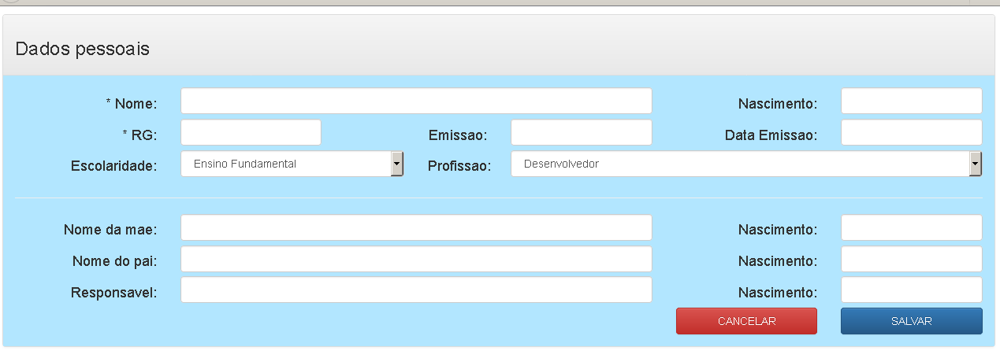 Dados pessoais
* Nome: Nascimento:
* RG: Emissao: Data Emissao:
Escolaridade: Ensino Fundamental Profissao: Desenvolvedor
Nome da mae: Nascimento:
Nome do pai: Nascimento:
Responsavel: Nascimento:
CANCELAR SALVAR